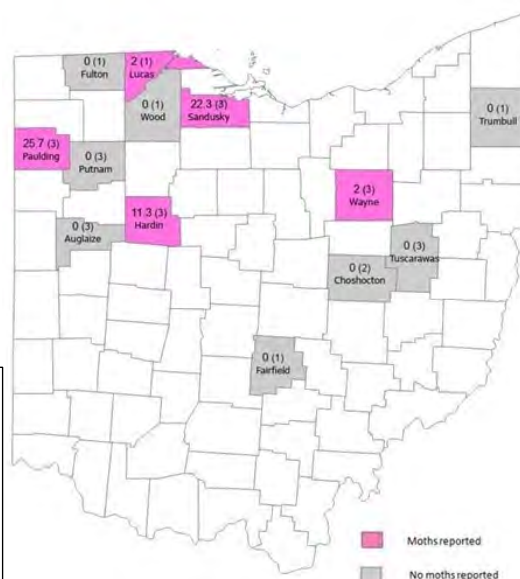 0 (1)
Fulton
2 (1)
Lucas
0 (1)
Wood
22.3 (3)
Sandusky
0 (1)
Trumbull
25.7 (3)
Paulding
0 (3)
Putnam
2 (3)
Wayne
11.3 (3)
Hardin
0 (3)
Auglaize
0 (3)
Tuscarawas
0 (2)
Choshocton
0 (1)
Fairfield
Moths reported
No moths reported